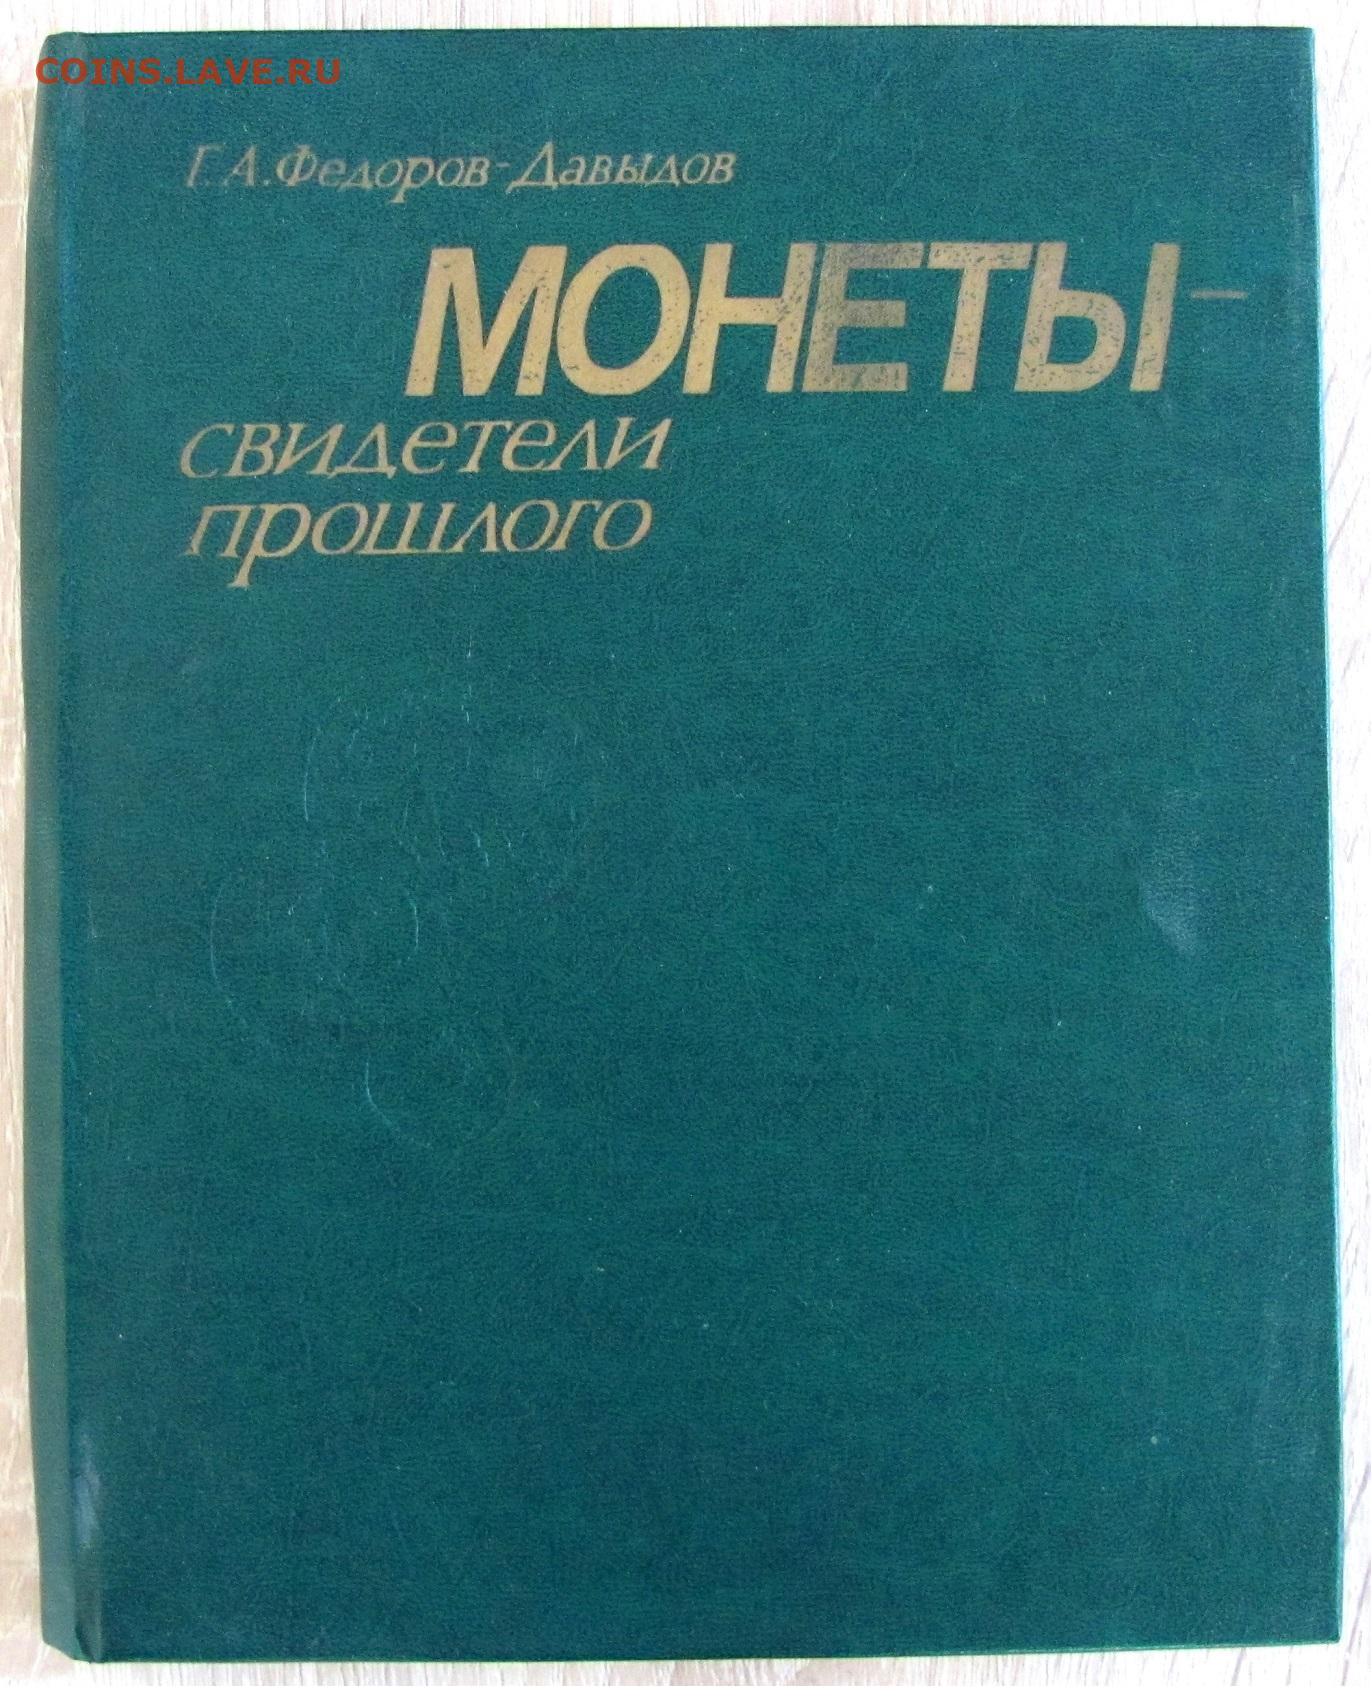 COINS.LAVE.RU
Г. А. Федоров-Давыдов
МОНЕТЫ –
свидетели
прошлого